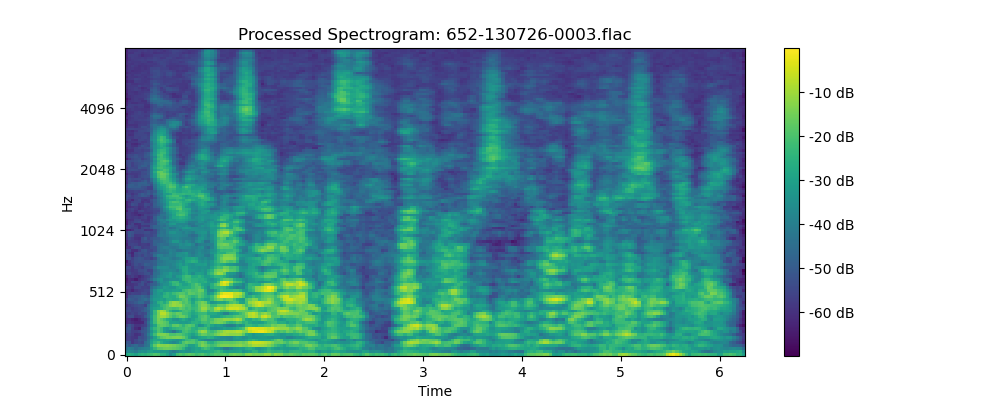 Processed Spectrogram: 652-130726-0003.flac
Hz
4096
2048
1024
512
0
0 1 2 3 4 5 6
Time
-10 dB
-20 dB
-30 dB
-40 dB
-50 dB
-60 dB